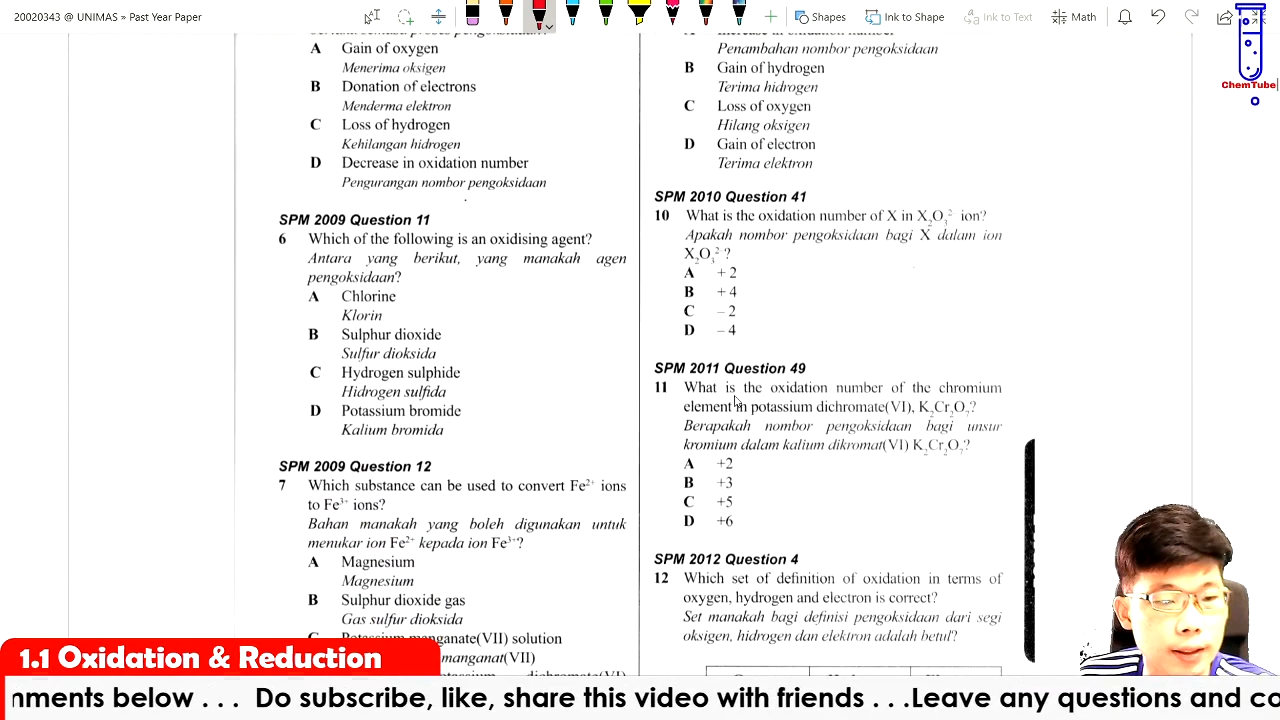 20020343 @ UNIMAS » Past Year Paper
Shapes
Ink to Shape
Ink to Text
Math
ChemTube
A Gain of oxygen
Menerima oksigen
B Donation of electrons
Menderma elektron
C Loss of hydrogen
Kehilangan hidrogen
D Decrease in oxidation number
Pengurangan nombor pengoksidaan
SPM 2009 Question 11
6 Which of the following is an oxidising agent?
Antara yang berikut, yang manakah agen
pengoksidaan?
A Chlorine
Klorin
B Sulphur dioxide
Sulfur dioksida
C Hydrogen sulphide
Hidrogen sulfida
D Potassium bromide
Kalium bromida
SPM 2009 Question 12
7 Which substance can be used to convert Fe²⁺ ions
to Fe³⁺ ions?
Bahan manakah yang boleh digunakan untuk
menukar ion Fe²⁺ kepada ion Fe³⁺?
A Magnesium
Magnesium
B Sulphur dioxide gas
Gas sulfur dioksida
Potassium manganate(VII) solution
manganat(VII)
Penambahan nombor pengoksidaan
B Gain of hydrogen
Terima hidrogen
C Loss of oxygen
Hilang oksigen
D Gain of electron
Terima elektron
SPM 2010 Question 41
10 What is the oxidation number of X in X₂O₃² ion?
Apakah nombor pengoksidaan bagi X dalam ion
X₂O₃² ?
A + 2
B + 4
C – 2
D – 4
SPM 2011 Question 49
11 What is the oxidation number of the chromium
element in potassium dichromate(VI), K₂Cr₂O₇?
Berapakah nombor pengoksidaan bagi unsur
kromium dalam kalium dikromat(VI) K₂Cr₂O₇?
A +2
B +3
C +5
D +6
SPM 2012 Question 4
12 Which set of definition of oxidation in terms of
oxygen, hydrogen and electron is correct?
Set manakah bagi definisi pengoksidaan dari segi
oksigen, hidrogen dan elektron adalah betul?
1.1 Oxidation & Reduction
mments below . . . Do subscribe, like, share this video with friends . . .Leave any questions and co